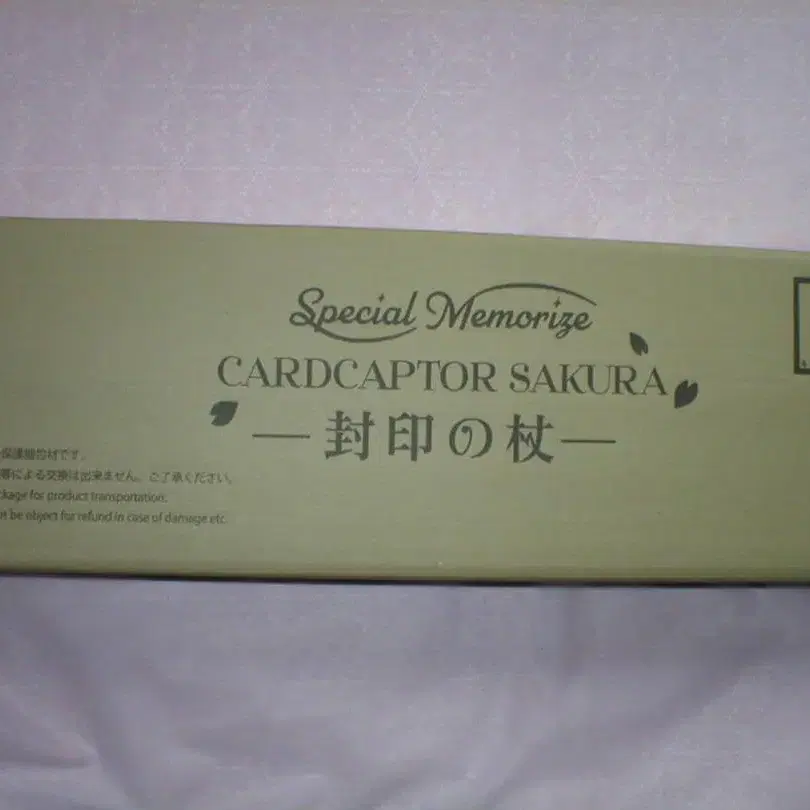 Special Memorize
CARDCAPTOR SAKURA
封印の杖
保護梱包材です。
等による交換は出来ません。ご了承ください。
kage for product transportation.
be object for refund in case of damage etc.